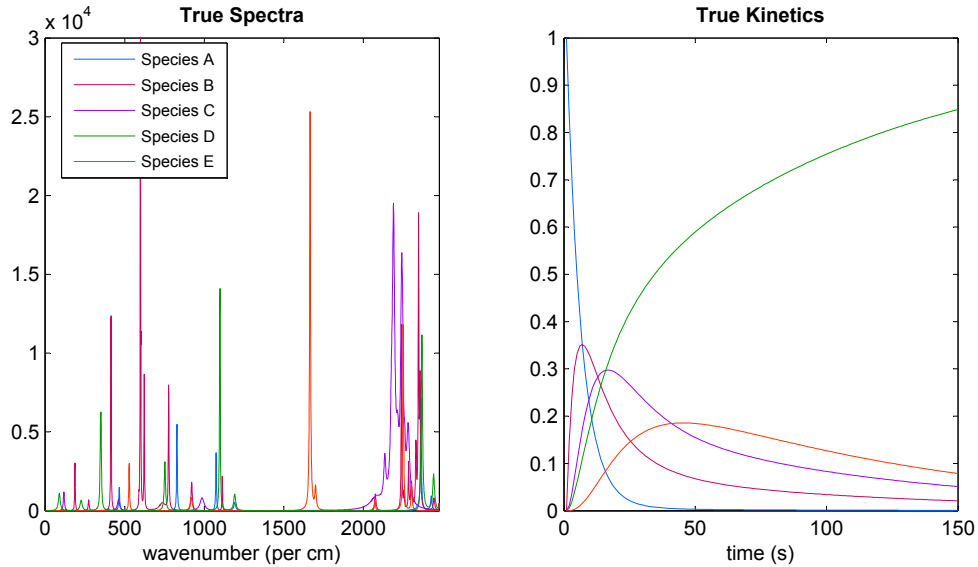 True Spectra
x 10^4
3
2.5
2
1.5
1
0.5
0
0 500 1000 1500 2000
wavenumber (per cm)
Species A
Species B
Species C
Species D
Species E
True Kinetics
1
0.9
0.8
0.7
0.6
0.5
0.4
0.3
0.2
0.1
0
0 50 100 150
time (s)